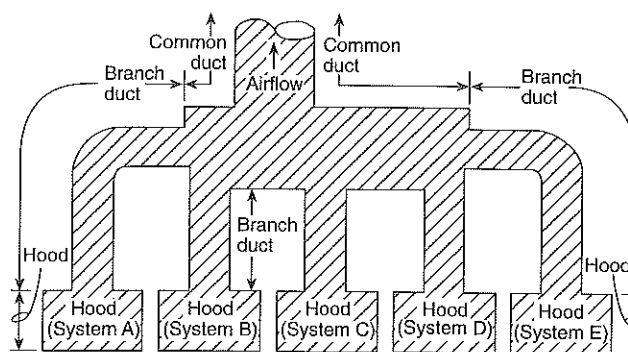 Common
duct
Common
duct
Branch
duct
Airflow
Branch
duct
Branch
duct
Hood
Hood
Hood
(System A)
Hood
(System B)
Hood
(System C)
Hood
(System D)
Hood
(System E)